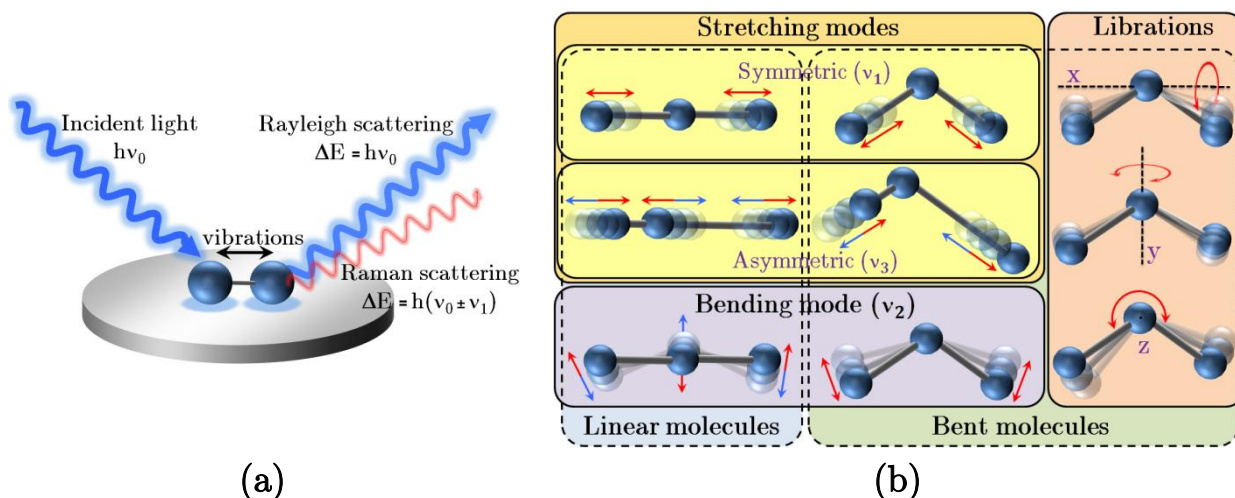 Incident light
hν₀
Rayleigh scattering
ΔE = hν₀
vibrations
Raman scattering
ΔE = h(ν₀ ± ν₁)
(a)
Stretching modes
Librations
Symmetric (ν₁)
x
Asymmetric (ν₃)
y
Bending mode (ν₂)
z
Linear molecules
Bent molecules
(b)